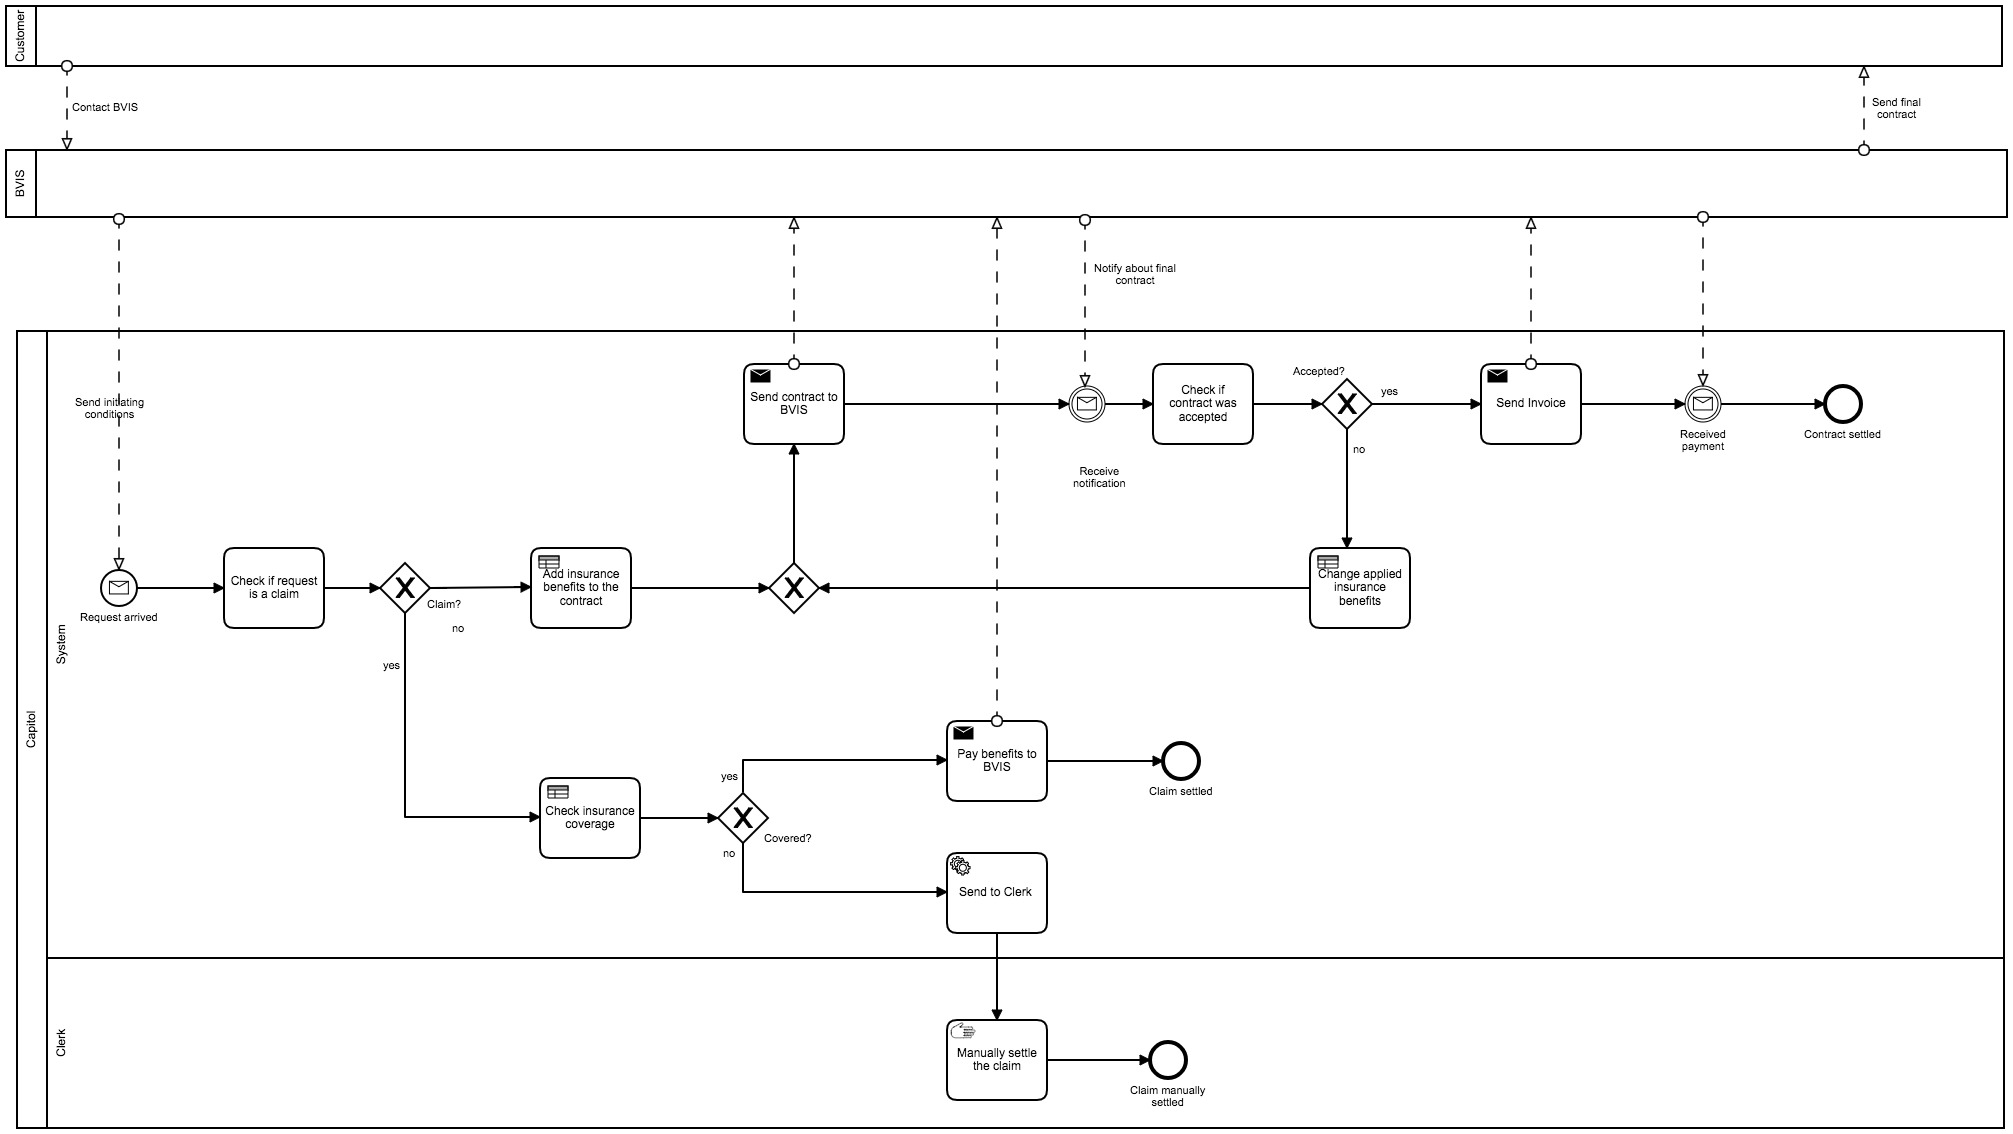 Customer
Contact BVIS
Send final
contract
BVIS
Notify about final
contract
Capitol
System
Send initiating
conditions
Request arrived
Check if request
is a claim
Claim?
no
yes
Add insurance
benefits to the
contract
Send contract to
BVIS
Receive
notification
Check if
contract was
accepted
Accepted?
yes
no
Send Invoice
Received
payment
Contract settled
Change applied
insurance
benefits
Check insurance
coverage
yes
Covered?
no
Pay benefits to
BVIS
Claim settled
Send to Clerk
Clerk
Manually settle
the claim
Claim manually
settled